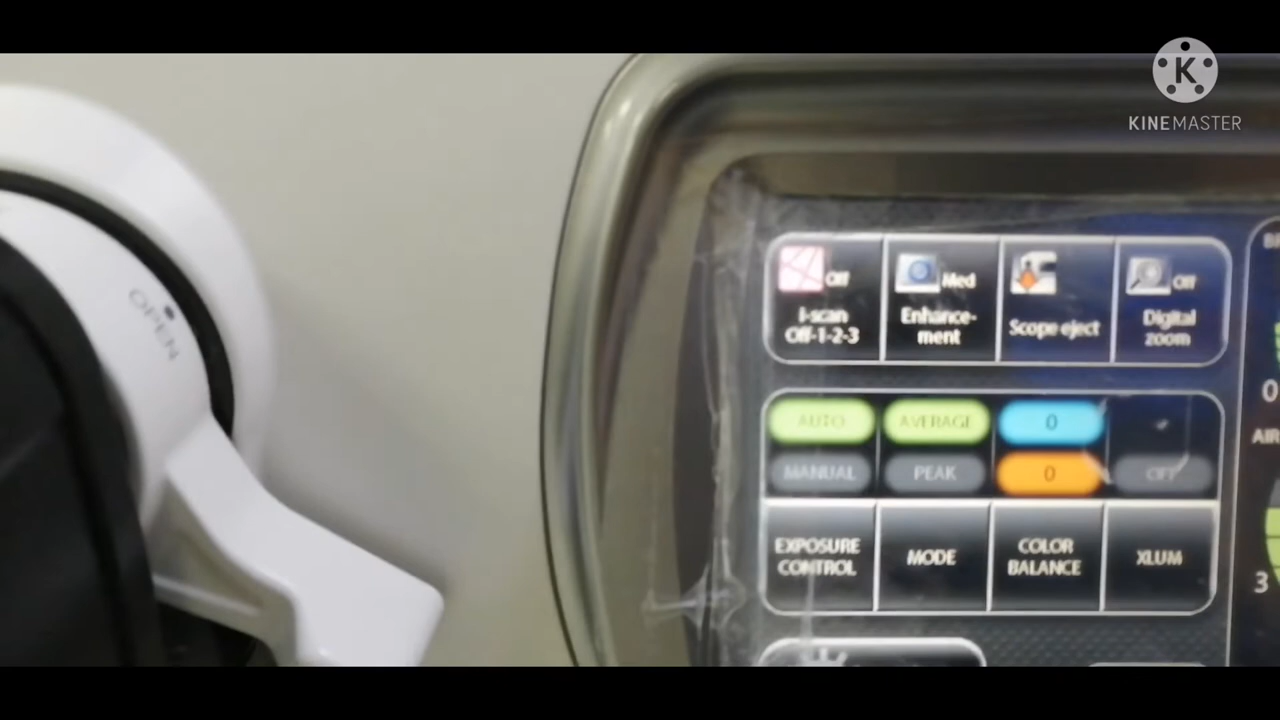 K
KINEMASTER
OPEN
Off
Med
Off
i-scan
Off-1-2-3
Enhance-
ment
Scope eject
Digital
zoom
AUTO
AVERAGE
0
MANUAL
PEAK
0
OFF
EXPOSURE
CONTROL
MODE
COLOR
BALANCE
XLUM
0
AIR
3